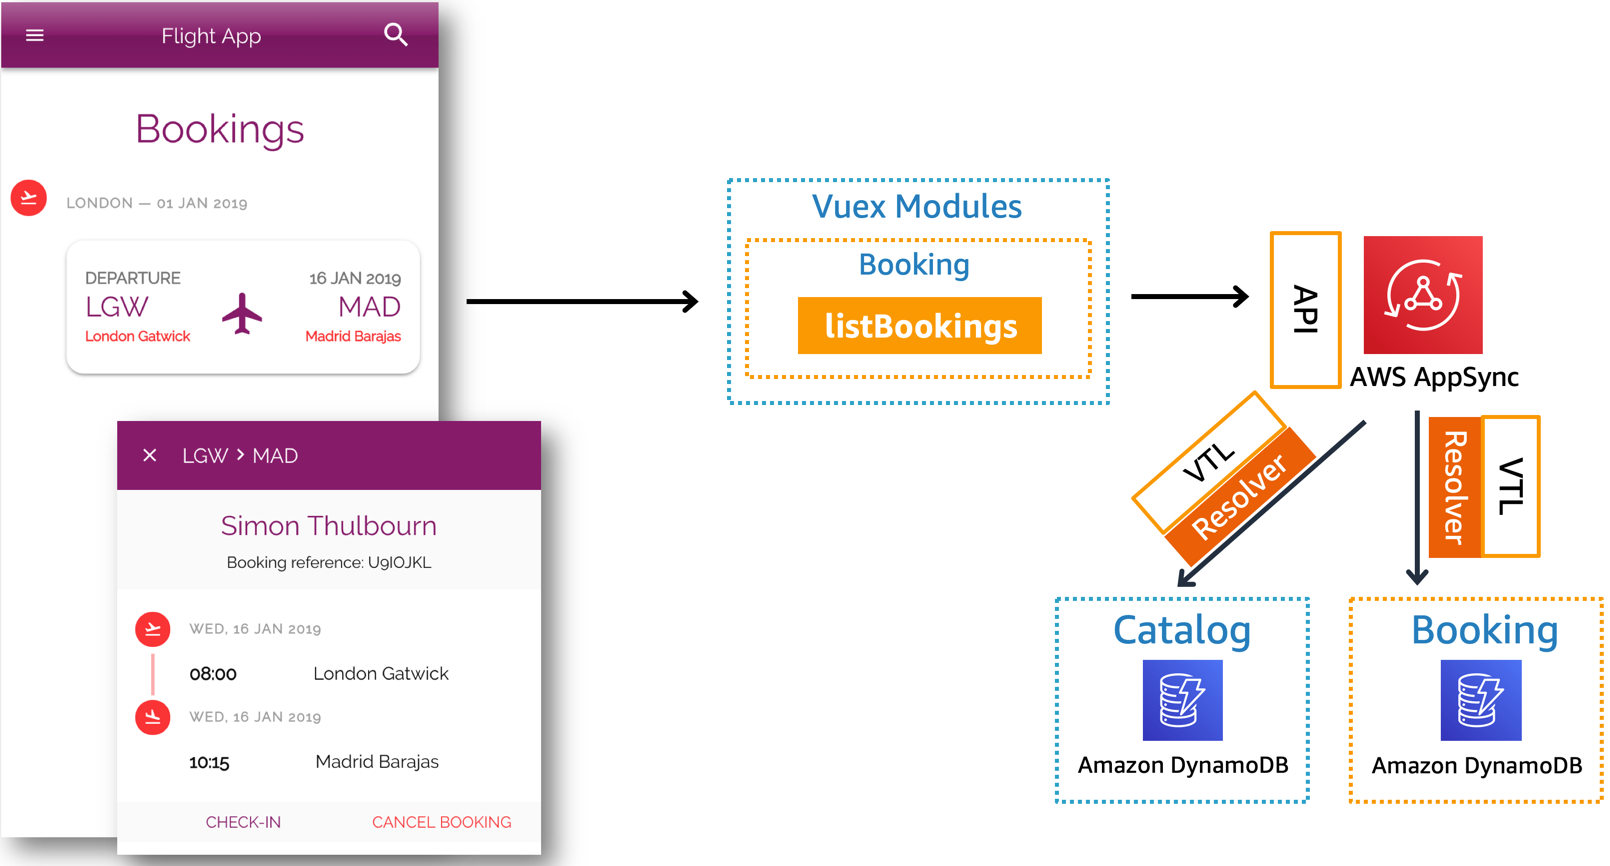 Flight App
Bookings
LONDON — 01 JAN 2019
DEPARTURE 16 JAN 2019
LGW MAD
London Gatwick Madrid Barajas
LGW > MAD
Simon Thulbourn
Booking reference: U9IOJKL
WED, 16 JAN 2019
08:00 London Gatwick
WED, 16 JAN 2019
10:15 Madrid Barajas
CHECK-IN CANCEL BOOKING
Vuex Modules
Booking
listBookings
API
AWS AppSync
VTL
Resolver
Resolver
VTL
Catalog
Amazon DynamoDB
Booking
Amazon DynamoDB